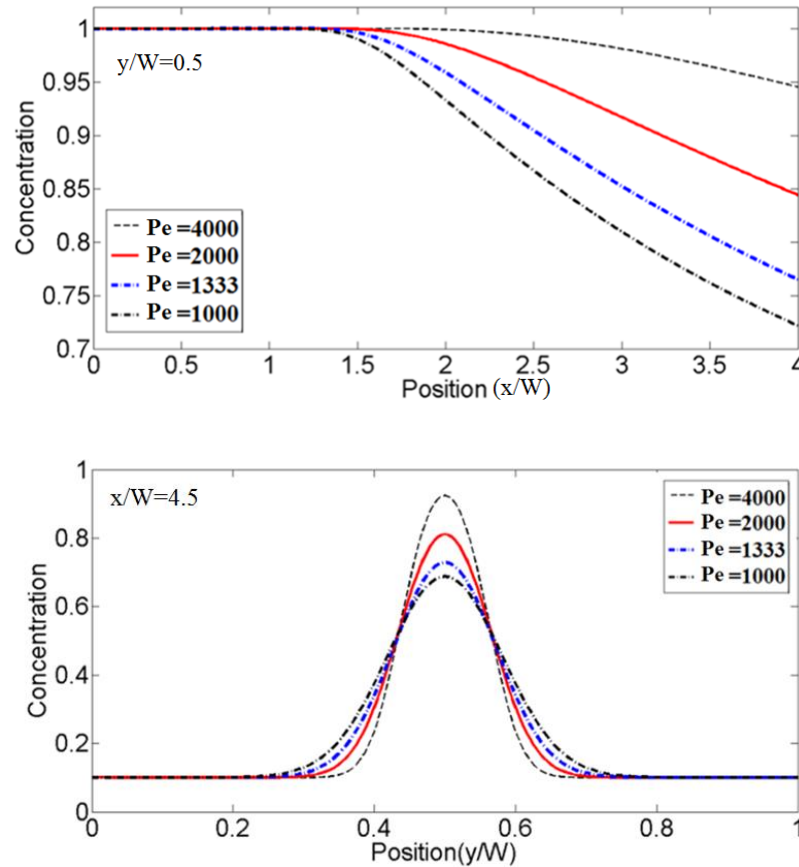 1
0.95
0.9
0.85
0.8
0.75
0.7
Concentration
y/W=0.5
Pe =4000
Pe =2000
Pe =1333
Pe =1000
0 0.5 1 1.5 2 2.5 3 3.5 4
Position (x/W)
1
0.8
0.6
0.4
0.2
0
Concentration
x/W=4.5
Pe =4000
Pe =2000
Pe =1333
Pe =1000
0 0.2 0.4 0.6 0.8 1
Position(y/W)